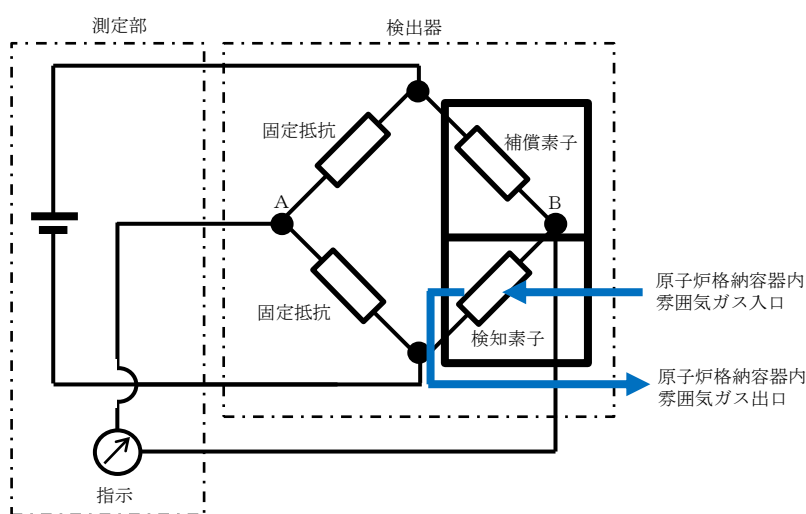 測定部
検出器
固定抵抗
補償素子
A
B
固定抵抗
検知素子
原子炉格納容器内
雰囲気ガス入口
原子炉格納容器内
雰囲気ガス出口
指示